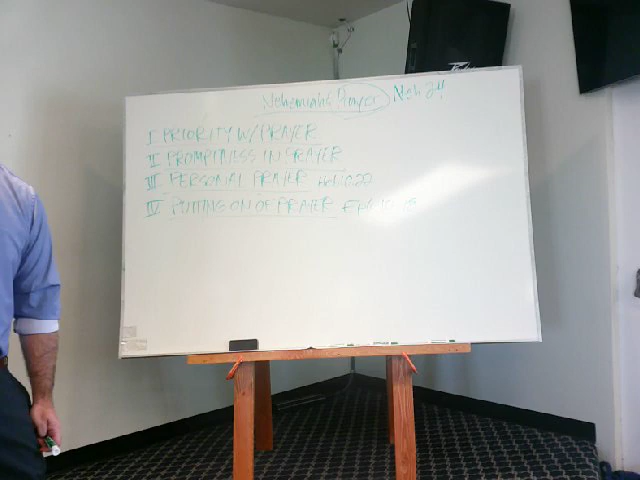 Nehemiah's Prayer Neh 2:4
I PRIORITY W/PRAYER
II PROMPTNESS IN PRAYER
III PERSONAL PRAYER
IV PUTTING ON OF PRAYER Eph